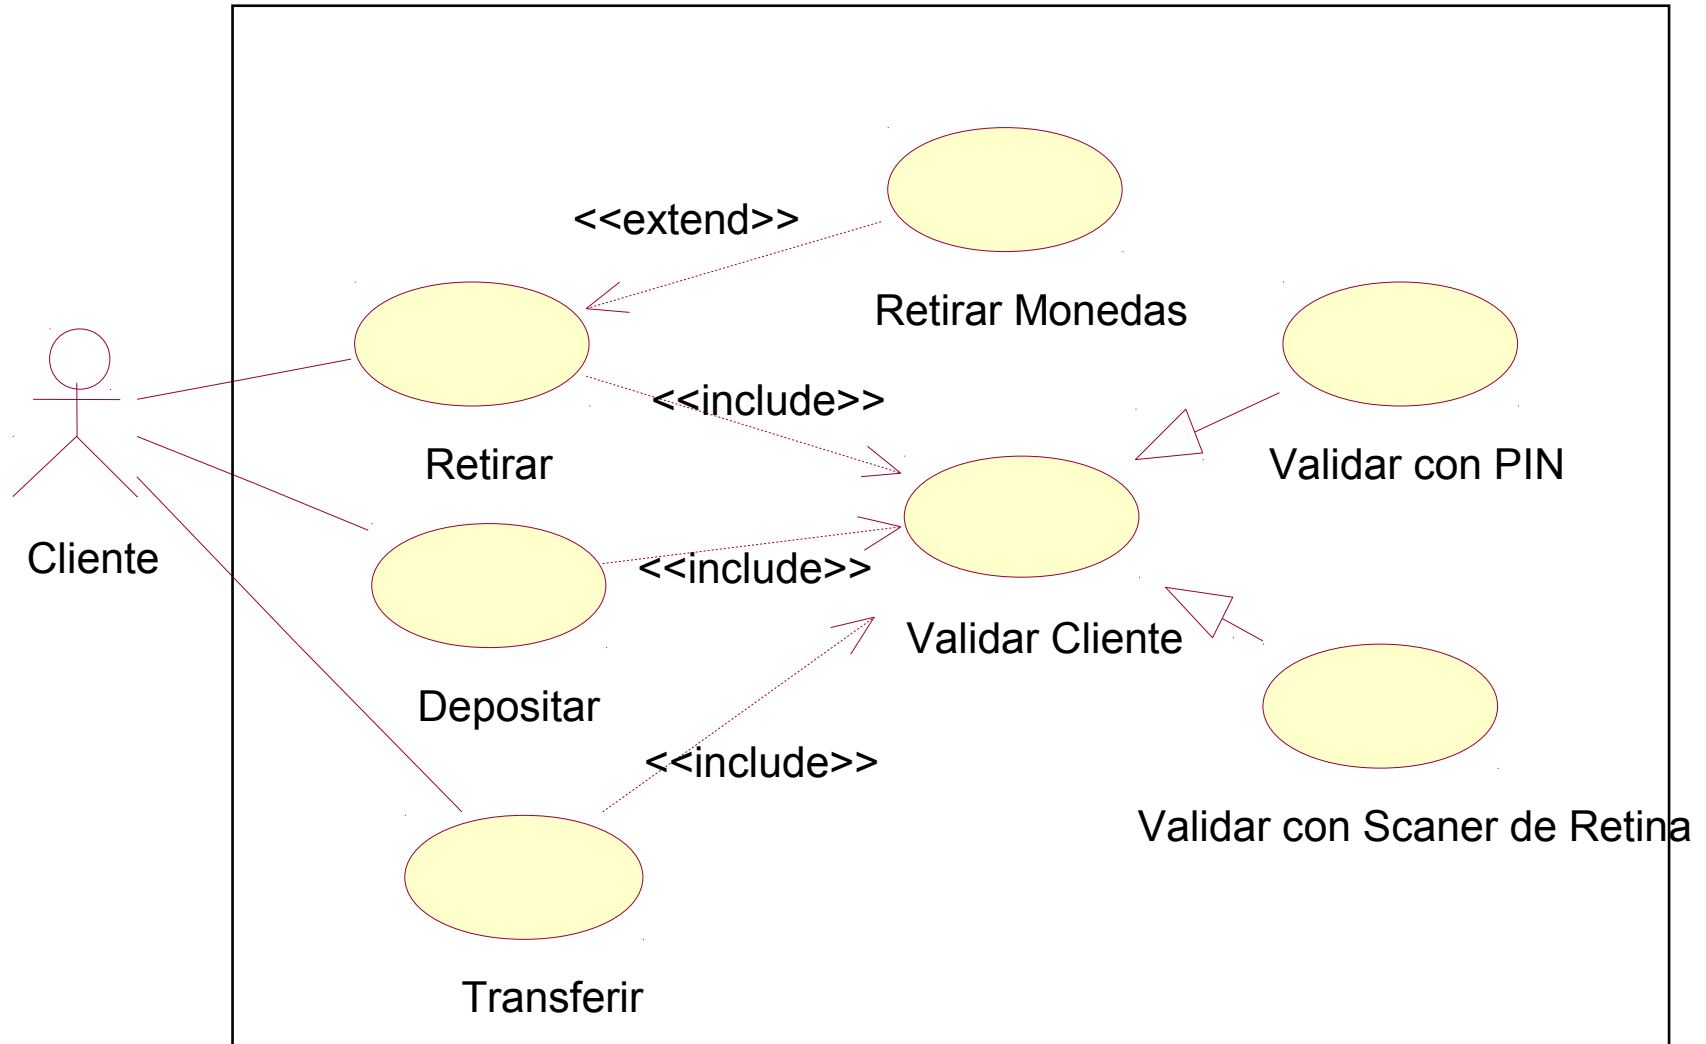 <<extend>>
Retirar Monedas
<<include>>
Retirar
Validar con PIN
Cliente
<<include>>
Validar Cliente
Depositar
<<include>>
Validar con Scaner de Retina
Transferir